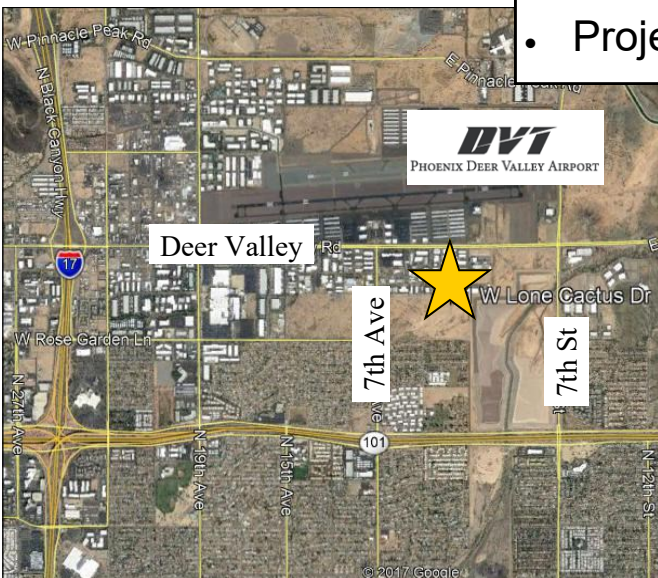 • Proje
W Pinnacle Peak Rd
E Pinnacle Peak Rd
N Black Canyon Hwy
DVT
PHOENIX DEER VALLEY AIRPORT
Deer Valley
Rd
E
17
W Lone Cactus Dr
7th Ave
7th St
W Rose Garden Ln
Ave
t
N 27th Ave
101
N 19th Ave
N 15th Ave
N 12th St
© 2017 Google